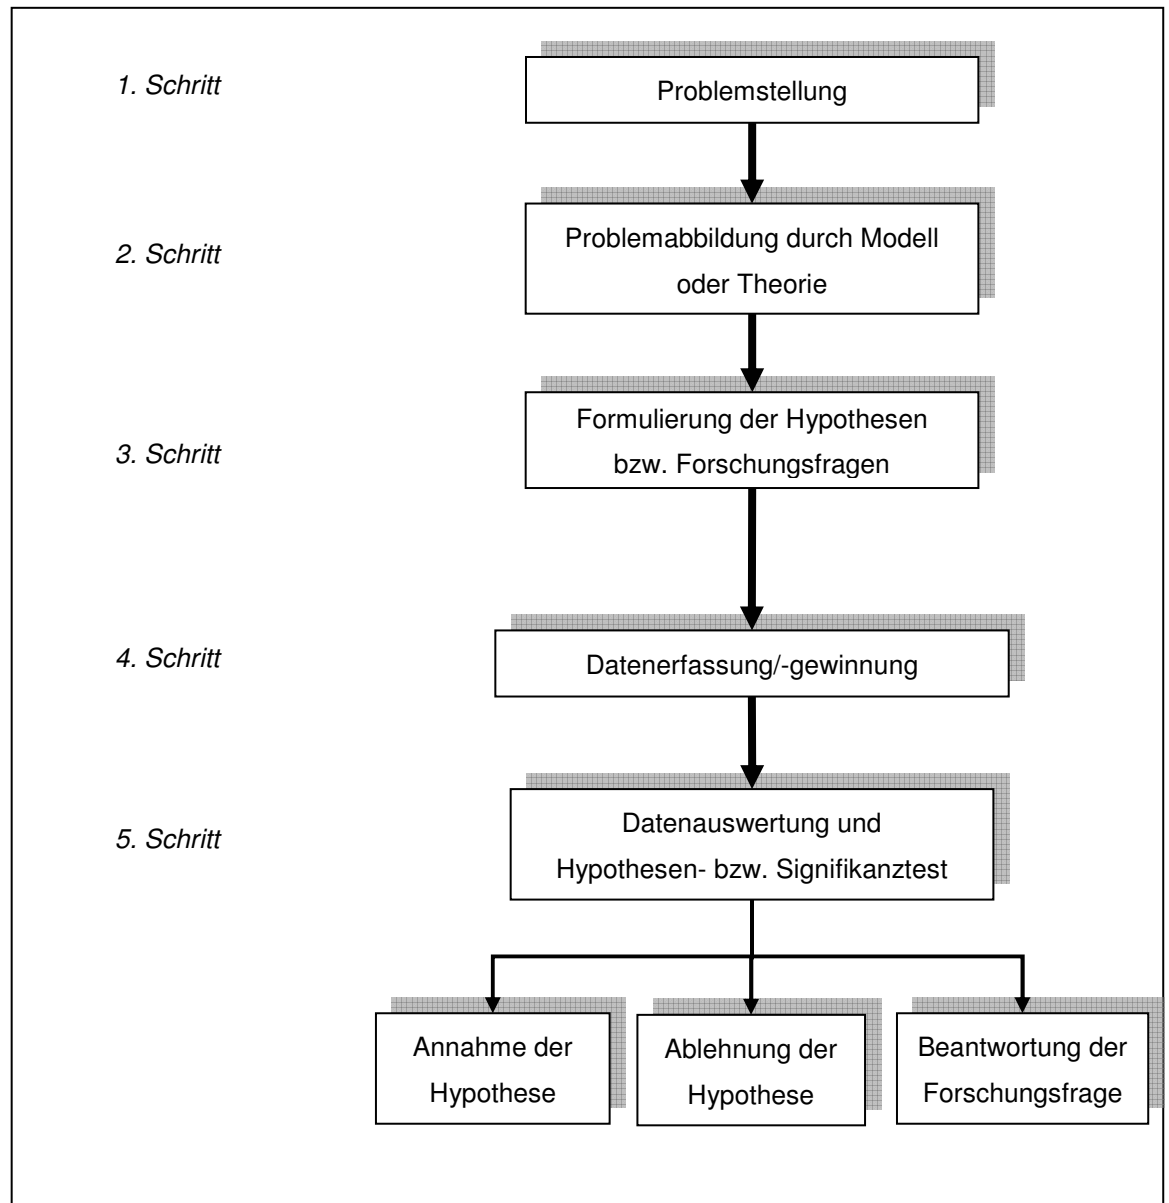 1. Schritt
Problemstellung
2. Schritt
Problemabbildung durch Modell
oder Theorie
3. Schritt
Formulierung der Hypothesen
bzw. Forschungsfragen
4. Schritt
Datenerfassung/-gewinnung
5. Schritt
Datenauswertung und
Hypothesen- bzw. Signifikanztest
Annahme der
Hypothese
Ablehnung der
Hypothese
Beantwortung der
Forschungsfrage